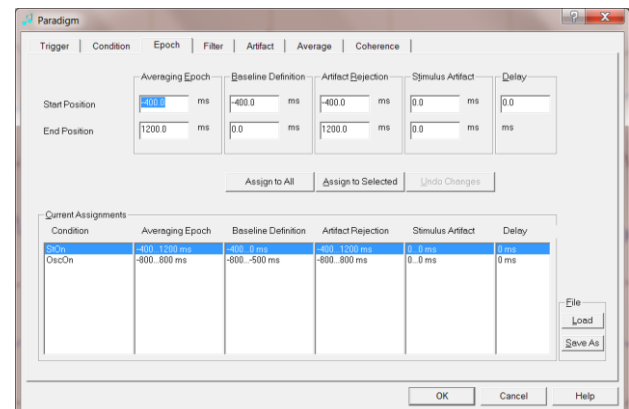 Paradigm
Trigger Condition Epoch Filter Artifact Average Coherence
Averaging Epoch Baseline Definition Artifact Rejection Stimulus Artifact Delay
Start Position -400.0 ms -400.0 ms -400.0 ms 0.0 ms 0.0
End Position 1200.0 ms 0.0 ms 1200.0 ms 0.0 ms ms
Assign to All Assign to Selected Undo Changes
Current Assignments
Condition Averaging Epoch Baseline Definition Artifact Rejection Stimulus Artifact Delay
StOn -400...1200 ms -400...0 ms -400...1200 ms 0...0 ms 0 ms
OscOn -800...800 ms -800...-500 ms -800...800 ms 0...0 ms 0 ms
File
Load
Save As
OK Cancel Help